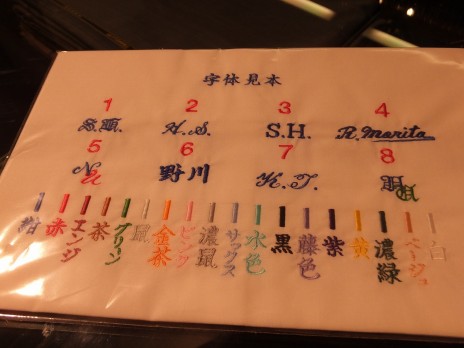 字体見本
1 2 3 4
H.S. S.H. R. Marita
5 6 7 8
N 野川 K.T.
紺 赤 エンジ 茶 グリーン 鼠 金茶 ピンク 濃鼠 サックス 水色 黒 藤色 紫 黄 濃緑 ベージュ 白